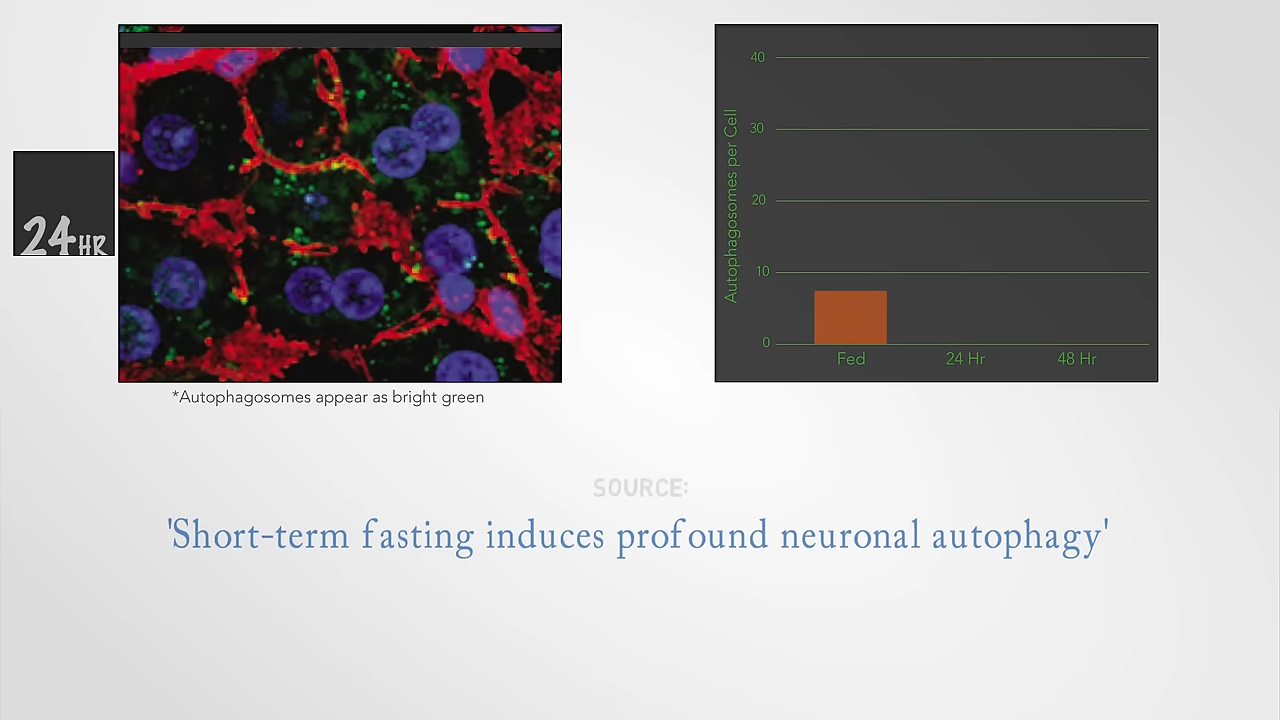 24HR
*Autophagosomes appear as bright green
Autophagosomes per Cell
40
30
20
10
0
Fed
24 Hr
48 Hr
SOURCE:
'Short-term fasting induces profound neuronal autophagy'